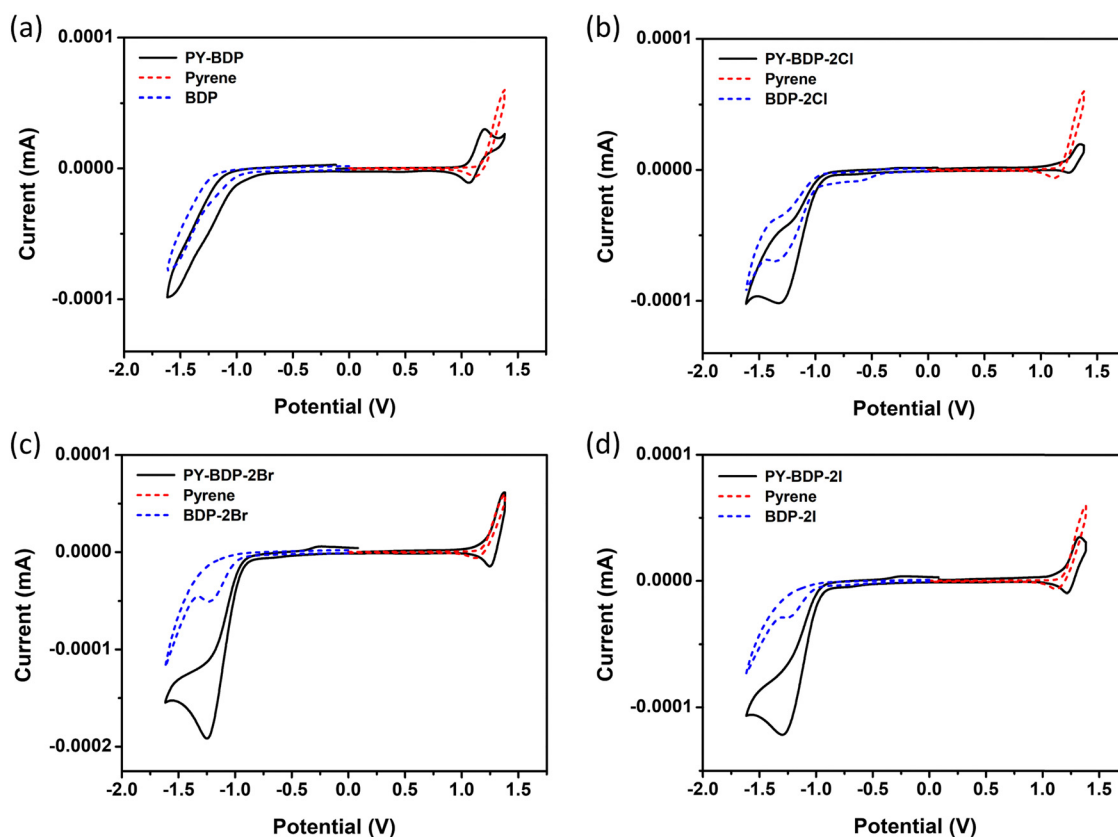 (a)
0.0001
PY-BDP
Pyrene
BDP
0.0000
-0.0001
Current (mA)
-2.0 -1.5 -1.0 -0.5 0.0 0.5 1.0 1.5
Potential (V)
(b)
0.0001
PY-BDP-2Cl
Pyrene
BDP-2Cl
0.0000
-0.0001
Current (mA)
-2.0 -1.5 -1.0 -0.5 0.0 0.5 1.0 1.5
Potential (V)
(c)
0.0001
PY-BDP-2Br
Pyrene
BDP-2Br
0.0000
-0.0001
-0.0002
Current (mA)
-2.0 -1.5 -1.0 -0.5 0.0 0.5 1.0 1.5
Potential (V)
(d)
0.0001
PY-BDP-2I
Pyrene
BDP-2I
0.0000
-0.0001
Current (mA)
-2.0 -1.5 -1.0 -0.5 0.0 0.5 1.0 1.5
Potential (V)